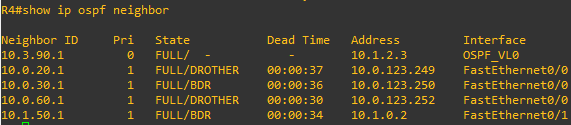 R4#show ip ospf neighbor
Neighbor ID     Pri   State           Dead Time   Address         Interface
10.3.90.1         0   FULL/  -           -        10.1.2.3        OSPF_VL0
10.0.20.1         1   FULL/DROTHER    00:00:37    10.0.123.249    FastEthernet0/0
10.0.30.1         1   FULL/BDR        00:00:36    10.0.123.250    FastEthernet0/0
10.0.60.1         1   FULL/DROTHER    00:00:30    10.0.123.252    FastEthernet0/0
10.1.50.1         1   FULL/BDR        00:00:34    10.1.0.2        FastEthernet0/1